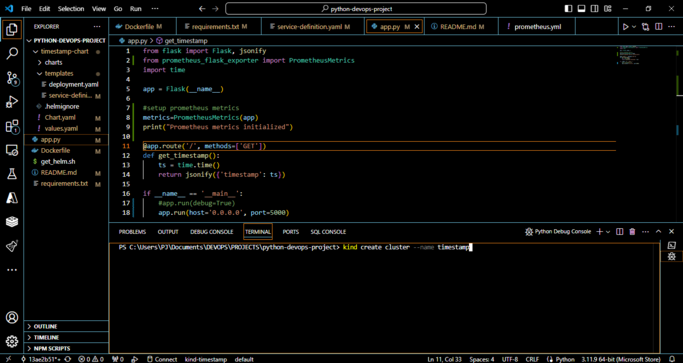 File Edit Selection View Go Run ···
python-devops-project
EXPLORER ···
PYTHON-DEVOPS-PROJECT
timestamp-chart
charts
templates
deployment.yaml
service-defini... M
.helmignore
Chart.yaml M
values.yaml M
app.py M
Dockerfile M
get_helm.sh
README.md M
requirements.txt M
OUTLINE
TIMELINE
NPM SCRIPTS
Dockerfile M requirements.txt M service-definition.yaml M app.py M README.md M prometheus.yml
app.py > get_timestamp
1 from flask import Flask, jsonify
2 from prometheus_flask_exporter import PrometheusMetrics
3 import time
4
5 app = Flask(__name__)
6
7 #setup prometheus metrics
8 metrics=PrometheusMetrics(app)
9 print("Prometheus metrics initialized")
10
11 @app.route('/', methods=['GET'])
12 def get_timestamp():
13 ts = time.time()
14 return jsonify({'timestamp': ts})
15
16 if __name__ == '__main__':
17 #app.run(debug=True)
18 app.run(host='0.0.0.0', port=5000)
PROBLEMS OUTPUT DEBUG CONSOLE TERMINAL PORTS SQL CONSOLE
Python Debug Console
PS C:\Users\PJ\Documents\DEVOPS\PROJECTS\python-devops-project> kind create cluster --name timestamp
13ae2b51*+ 0 0 0 Connect kind-timestamp default
Ln 11, Col 33 Spaces: 4 UTF-8 CRLF Python 3.11.9 64-bit (Microsoft Store)